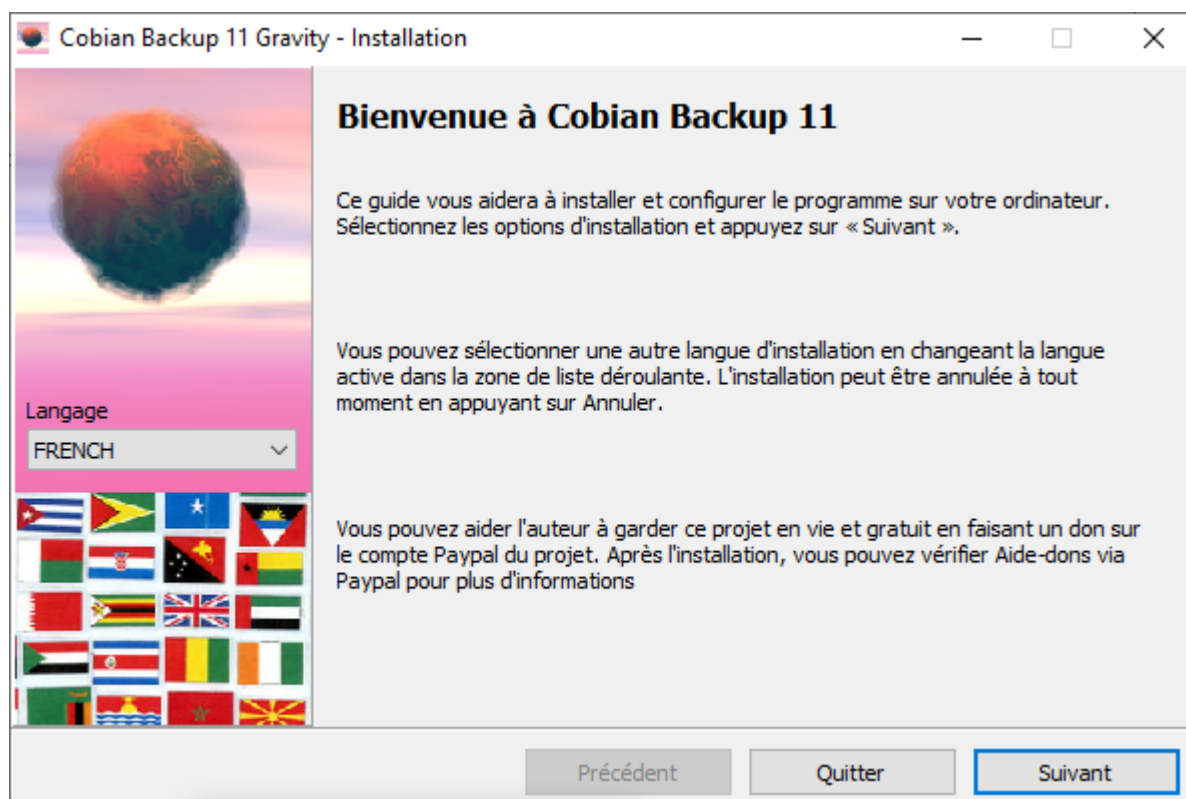 Cobian Backup 11 Gravity - Installation
Bienvenue à Cobian Backup 11
Ce guide vous aidera à installer et configurer le programme sur votre ordinateur.
Sélectionnez les options d'installation et appuyez sur « Suivant ».
Vous pouvez sélectionner une autre langue d'installation en changeant la langue
active dans la zone de liste déroulante. L'installation peut être annulée à tout
moment en appuyant sur Annuler.
Langage
FRENCH
Vous pouvez aider l'auteur à garder ce projet en vie et gratuit en faisant un don sur
le compte Paypal du projet. Après l'installation, vous pouvez vérifier Aide-dons via
Paypal pour plus d'informations
Précédent
Quitter
Suivant